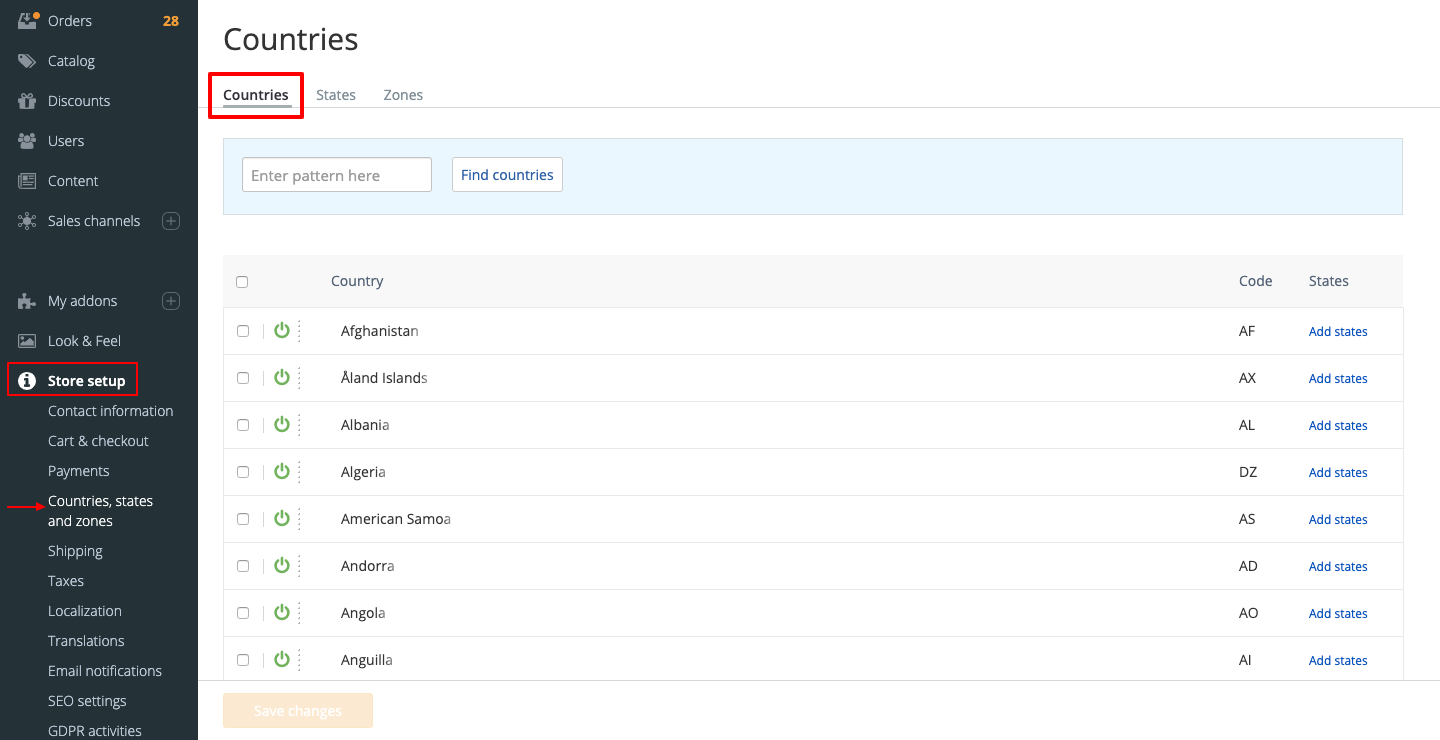 Orders 28
Catalog
Discounts
Users
Content
Sales channels
My addons
Look & Feel
Store setup
Contact information
Cart & checkout
Payments
Countries, states
and zones
Shipping
Taxes
Localization
Translations
Email notifications
SEO settings
GDPR activities
Countries
Countries States Zones
Enter pattern here Find countries
Country Code States
Afghanistan AF Add states
Åland Islands AX Add states
Albania AL Add states
Algeria DZ Add states
American Samoa AS Add states
Andorra AD Add states
Angola AO Add states
Anguilla AI Add states
Save changes